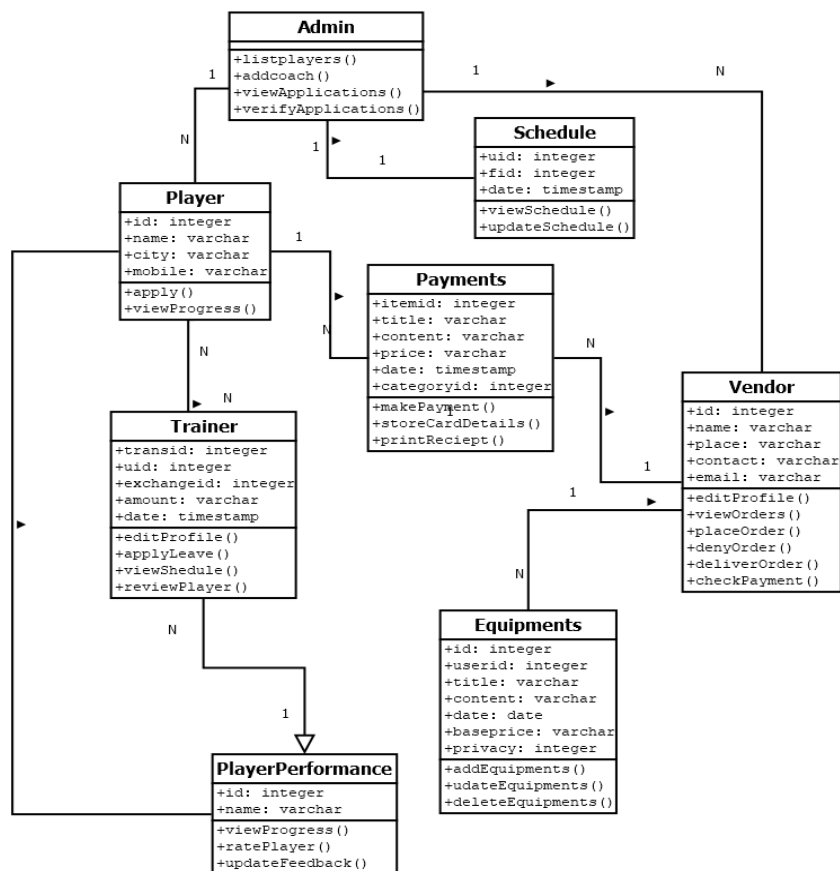 Admin
+listplayers()
+addcoach()
+viewApplications()
+verifyApplications()
1
N
1
N
1
1
Schedule
+uid: integer
+fid: integer
+date: timestamp
+viewSchedule()
+updateSchedule()
Player
+id: integer
+name: varchar
+city: varchar
+mobile: varchar
+apply()
+viewProgress()
1
N
Payments
+itemid: integer
+title: varchar
+content: varchar
+price: varchar
+date: timestamp
+categoryid: integer
+makePayment()
1
+storeCardDetails()
+printReciept()
N
1
N
N
Trainer
+transid: integer
+uid: integer
+exchangeid: integer
+amount: varchar
+date: timestamp
+editProfile()
+applyLeave()
+viewShedule()
+reviewPlayer()
Vendor
+id: integer
+name: varchar
+place: varchar
+contact: varchar
+email: varchar
+editProfile()
+viewOrders()
+placeOrder()
+denyOrder()
+deliverOrder()
+checkPayment()
1
N
Equipments
+id: integer
+userid: integer
+title: varchar
+content: varchar
+date: date
+baseprice: varchar
+privacy: integer
+addEquipments()
+udateEquipments()
+deleteEquipments()
N
1
PlayerPerformance
+id: integer
+name: varchar
+viewProgress()
+ratePlayer()
+updateFeedback()